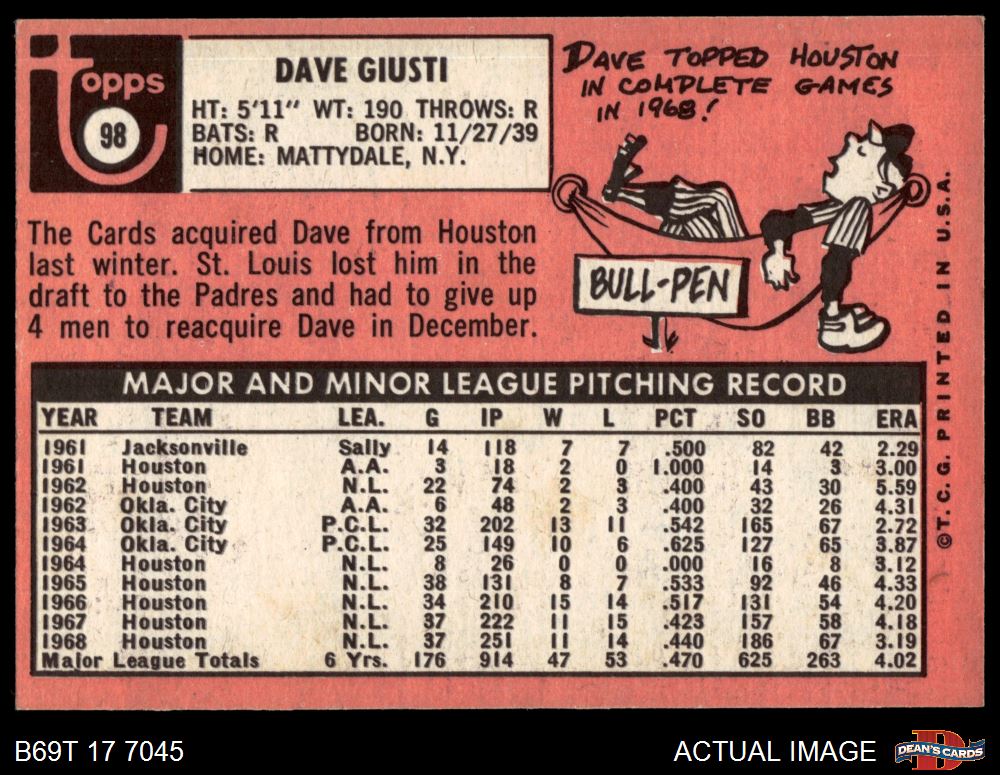 Topps
98
DAVE GIUSTI
HT: 5'11" WT: 190 THROWS: R
BATS: R BORN: 11/27/39
HOME: MATTYDALE, N.Y.
DAVE TOPPED HOUSTON
IN COMPLETE GAMES
IN 1968!
BULL-PEN
The Cards acquired Dave from Houston
last winter. St. Louis lost him in the
draft to the Padres and had to give up
4 men to reacquire Dave in December.
MAJOR AND MINOR LEAGUE PITCHING RECORD
YEAR TEAM LEA. G IP W L PCT SO BB ERA
1961 Jacksonville Sally 14 118 7 7 .500 82 42 2.29
1961 Houston A.A. 3 18 2 0 1.000 14 3 3.00
1962 Houston N.L. 22 74 2 3 .400 43 30 5.59
1962 Okla. City A.A. 6 48 2 3 .400 32 26 4.31
1963 Okla. City P.C.L. 32 202 13 11 .542 165 67 2.72
1964 Okla. City P.C.L. 25 149 10 6 .625 127 65 3.87
1964 Houston N.L. 8 26 0 0 .000 16 8 3.12
1965 Houston N.L. 38 131 8 7 .533 92 46 4.33
1966 Houston N.L. 34 210 15 14 .517 131 54 4.20
1967 Houston N.L. 37 222 11 15 .423 157 58 4.18
1968 Houston N.L. 37 251 11 14 .440 186 67 3.19
Major League Totals 6 Yrs. 176 914 47 53 .470 625 263 4.02
©T. C. G. PRINTED IN U.S.A.
B69T 17 7045
ACTUAL IMAGE
D
DEAN'S CARDS